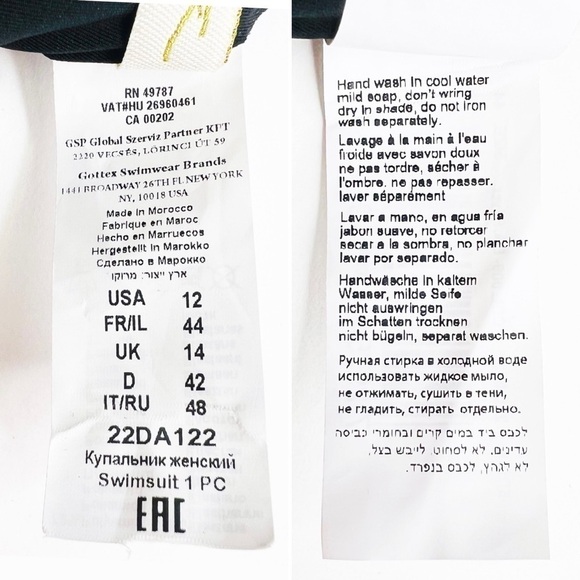 RN 49787
VAT#HU 26960461
CA 00202
GSP Global Szerviz Partner KFT
2220 VECSÉS, LŐRINCI ÚT 59
Gottex Swimwear Brands
1441 BROADWAY 26TH FL NEW YORK
NY, 10018 USA
Made in Morocco
Fabrique en Maroc
Hecho en Marruecos
Hergestellt in Marokko
Сделано в Марокко
ארץ ייצור: מרוקו
USA 12
FR/IL 44
UK 14
D 42
IT/RU 48
22DA122
Купальник женский
Swimsuit 1 PC
EAC
Hand wash in cool water
mild soap, don't wring
dry in shade, do not iron
wash separately.
Lavage à la main à l'eau
froide avec savon doux
ne pas tordre, sécher à
l'ombre. ne pas repasser.
laver séparément
Lavar a mano, en agua fría
jabon suave, no retorcer
secar a la sombra, no planchar
lavar por separado.
Handwäsche in kaltem
Wasser, milde Seife
nicht auswringen
im Schatten trocknen
nicht bügeln, separat waschen.
Ручная стирка в холодной воде
использовать жидкое мыло,
не отжимать, сушить в тени,
не гладить, стирать отдельно.
לכבס ביד במים קרים ובחומרי כביסה
עדינים. לא לסחוט. לייבש בצל,
לא לגהץ, לכבס בנפרד.